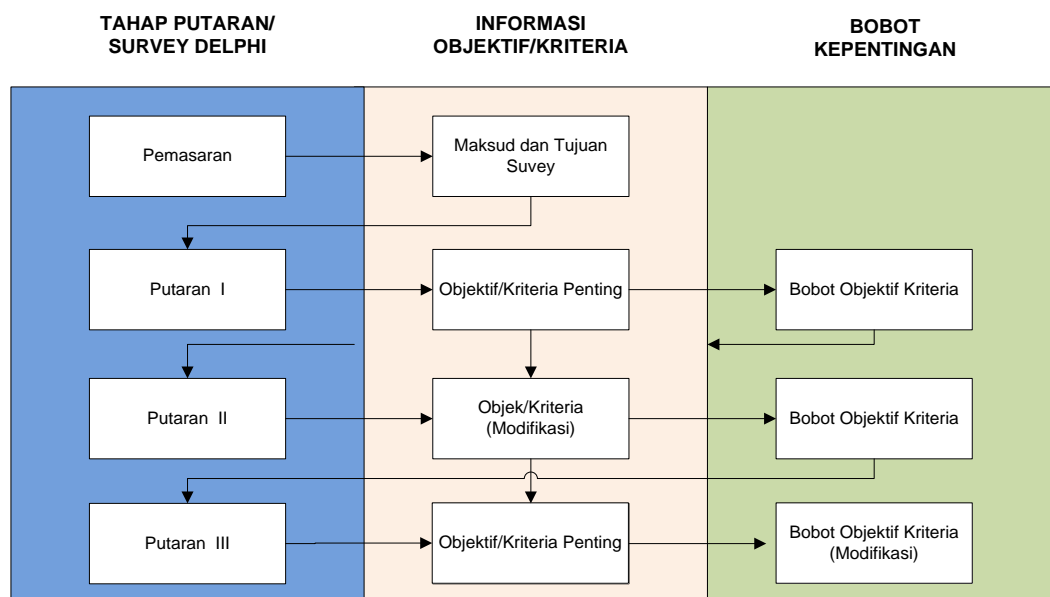 TAHAP PUTARAN/
SURVEY DELPHI
INFORMASI
OBJEKTIF/KRITERIA
BOBOT
KEPENTINGAN
Pemasaran
Maksud dan Tujuan
Suvey
Putaran I
Objektif/Kriteria Penting
Bobot Objektif Kriteria
Putaran II
Objek/Kriteria
(Modifikasi)
Bobot Objektif Kriteria
Putaran III
Objektif/Kriteria Penting
Bobot Objektif Kriteria
(Modifikasi)